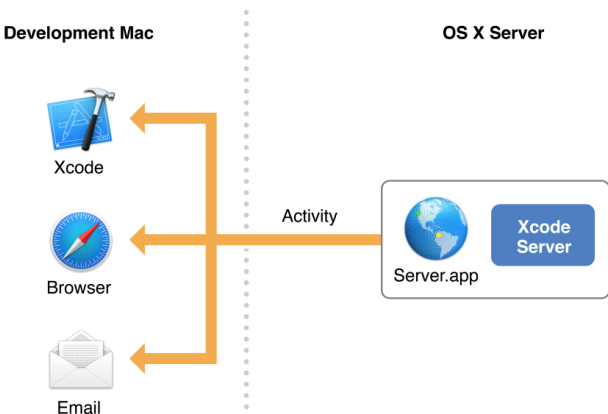 Development Mac
OS X Server
Xcode
Activity
Xcode
Server
Server.app
Browser
Email